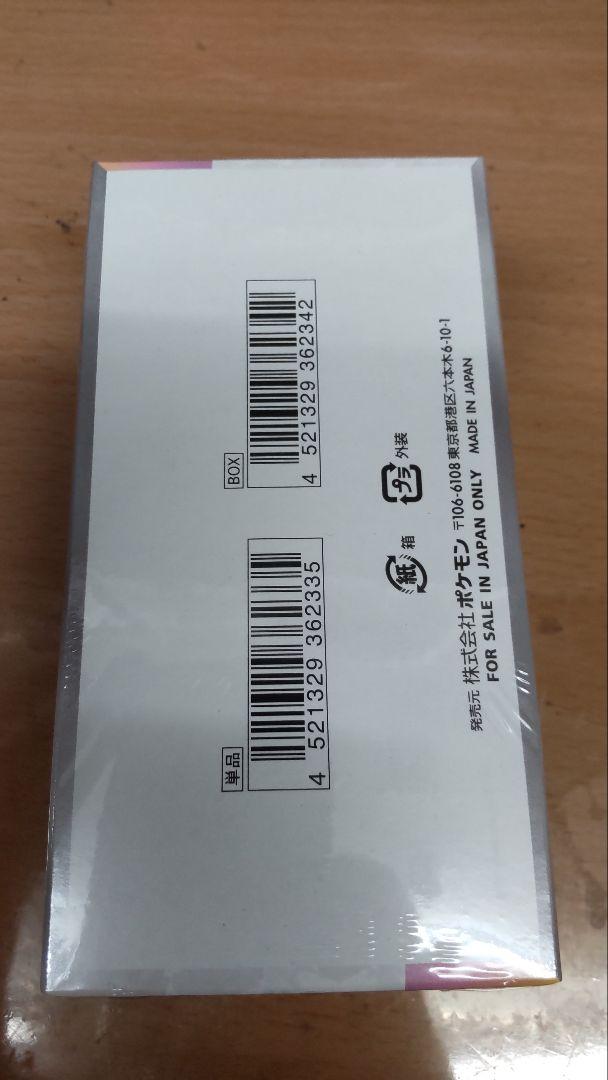 単品
4 521329 362335
BOX
4 521329 362342
紙 箱
プラ 外装
発売元 株式会社 ポケモン 〒106-6108 東京都港区六本木6-10-1
FOR SALE IN JAPAN ONLY MADE IN JAPAN